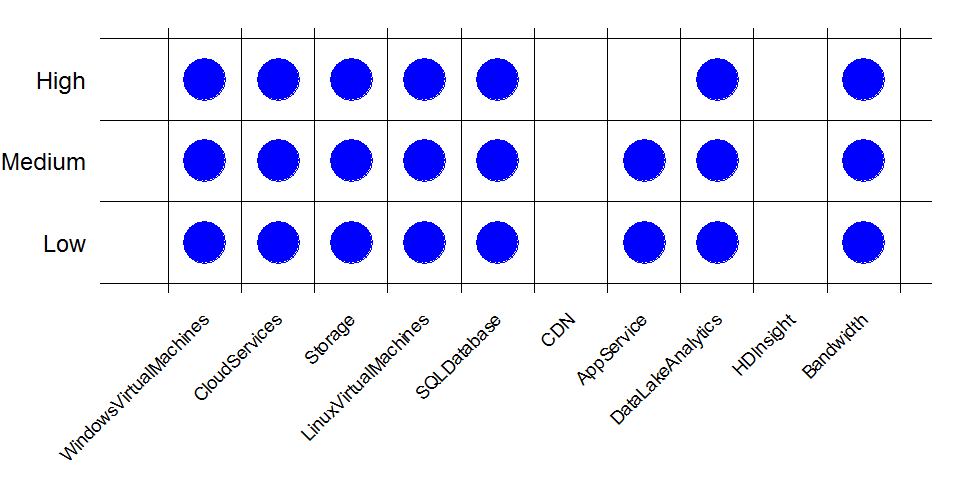 High
Medium
Low
WindowsVirtualMachines
CloudServices
Storage
LinuxVirtualMachines
SQLDatabase
CDN
AppService
DataLakeAnalytics
HDInsight
Bandwidth